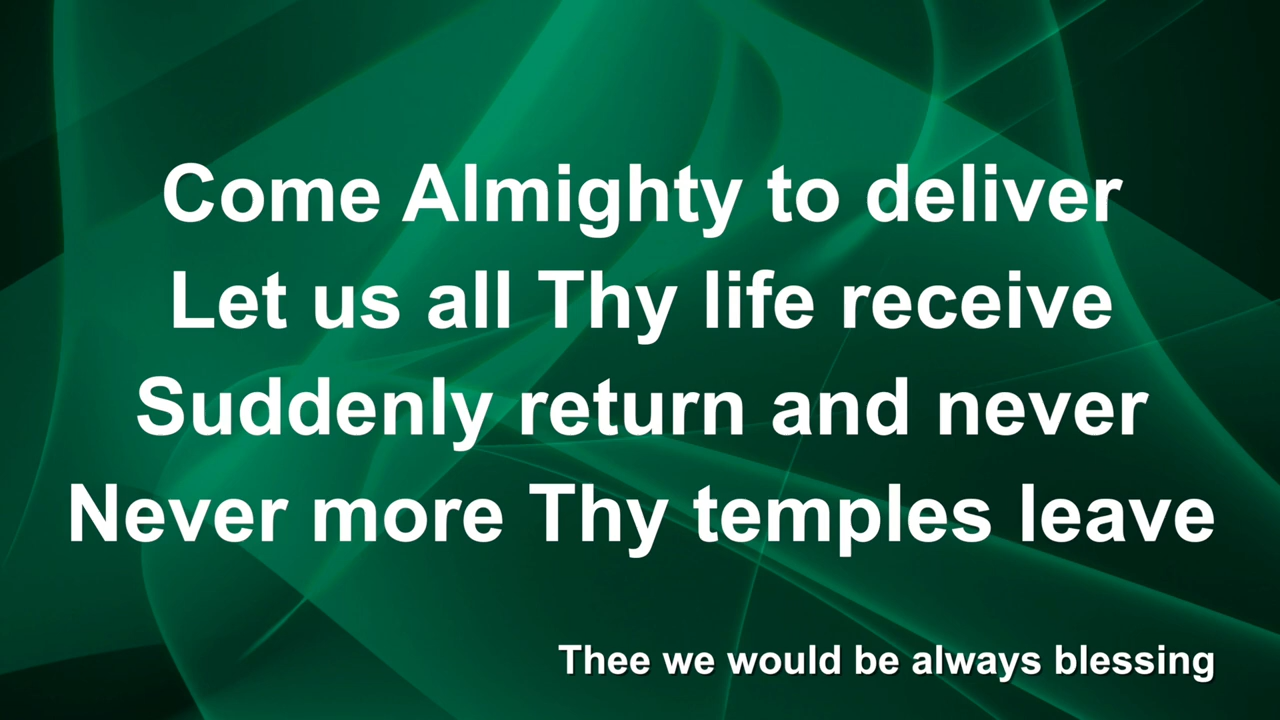 Come Almighty to deliver
Let us all Thy life receive
Suddenly return and never
Never more Thy temples leave
Thee we would be always blessing